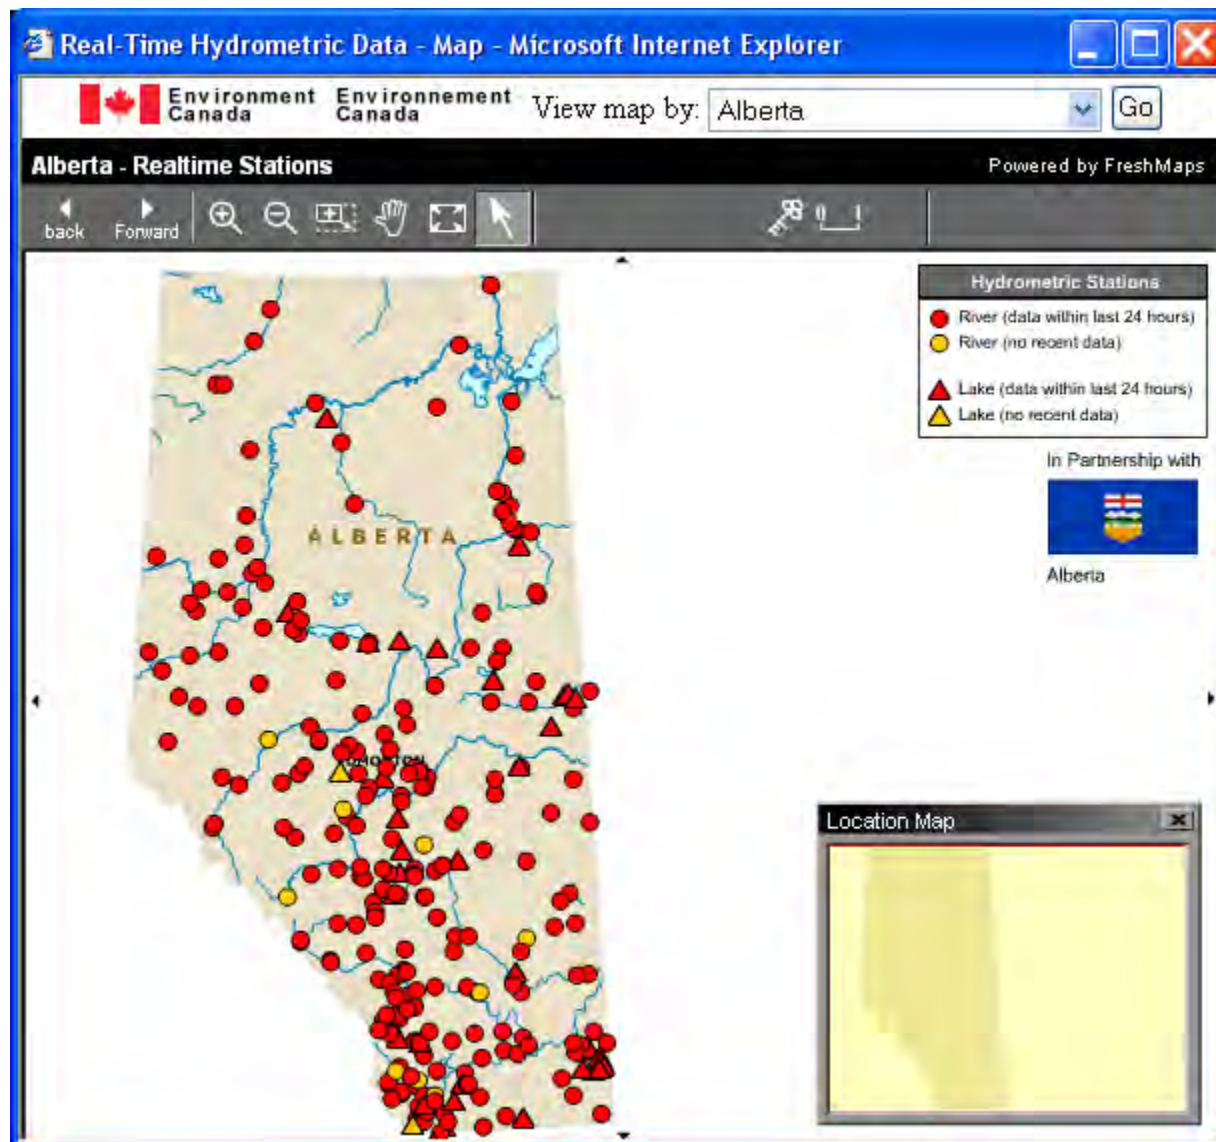 Real-Time Hydrometric Data - Map - Microsoft Internet Explorer
Environment Environnement
Canada Canada
View map by: Alberta Go
Alberta - Realtime Stations Powered by FreshMaps
back Forward 0 1
Hydrometric Stations
River (data within last 24 hours)
River (no recent data)
Lake (data within last 24 hours)
Lake (no recent data)
In Partnership with
Alberta
ALBERTA
Location Map